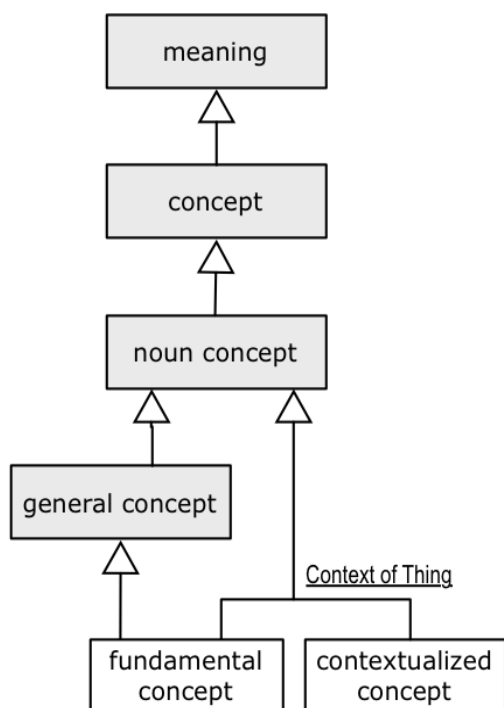 meaning
concept
noun concept
general concept
Context of Thing
fundamental
concept
contextualized
concept